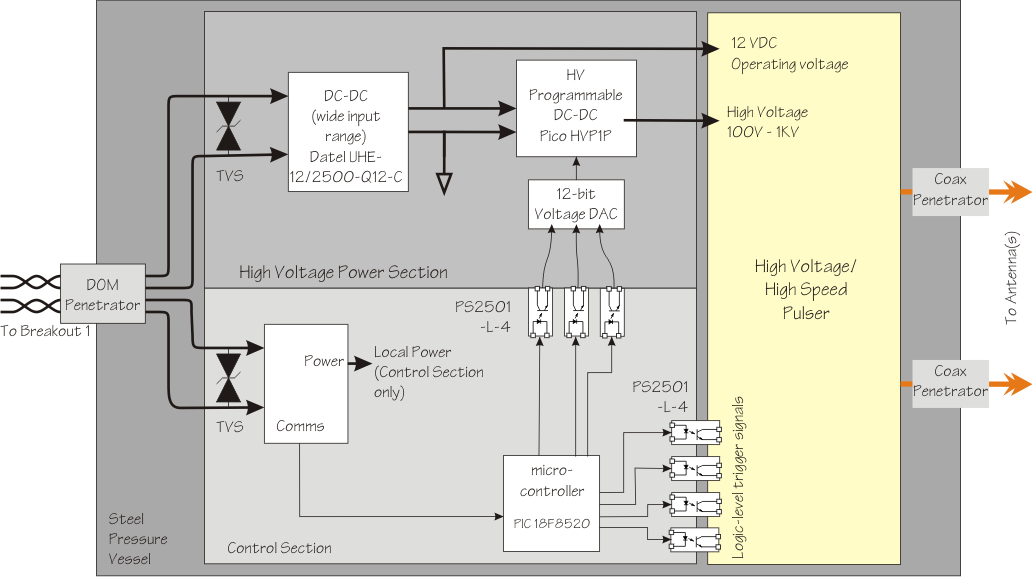 12 VDC
Operating voltage
HV
Programmable
DC-DC
Pico HVP1P
DC-DC
(wide input
range)
Datel UHE-
12/2500-Q12-C
High Voltage
100V - 1KV
TVS
12-bit
Voltage DAC
Coax
Penetrator
High Voltage Power Section
High Voltage/
High Speed
Pulser
To Antenna(s)
DOM
Penetrator
To Breakout 1
PS2501
-L-4
Power
Local Power
(Control Section
only)
Comms
TVS
PS2501
-L-4
Coax
Penetrator
Logic-level trigger signals
micro-
controller
PIC 18F8520
Steel
Pressure
Vessel
Control Section